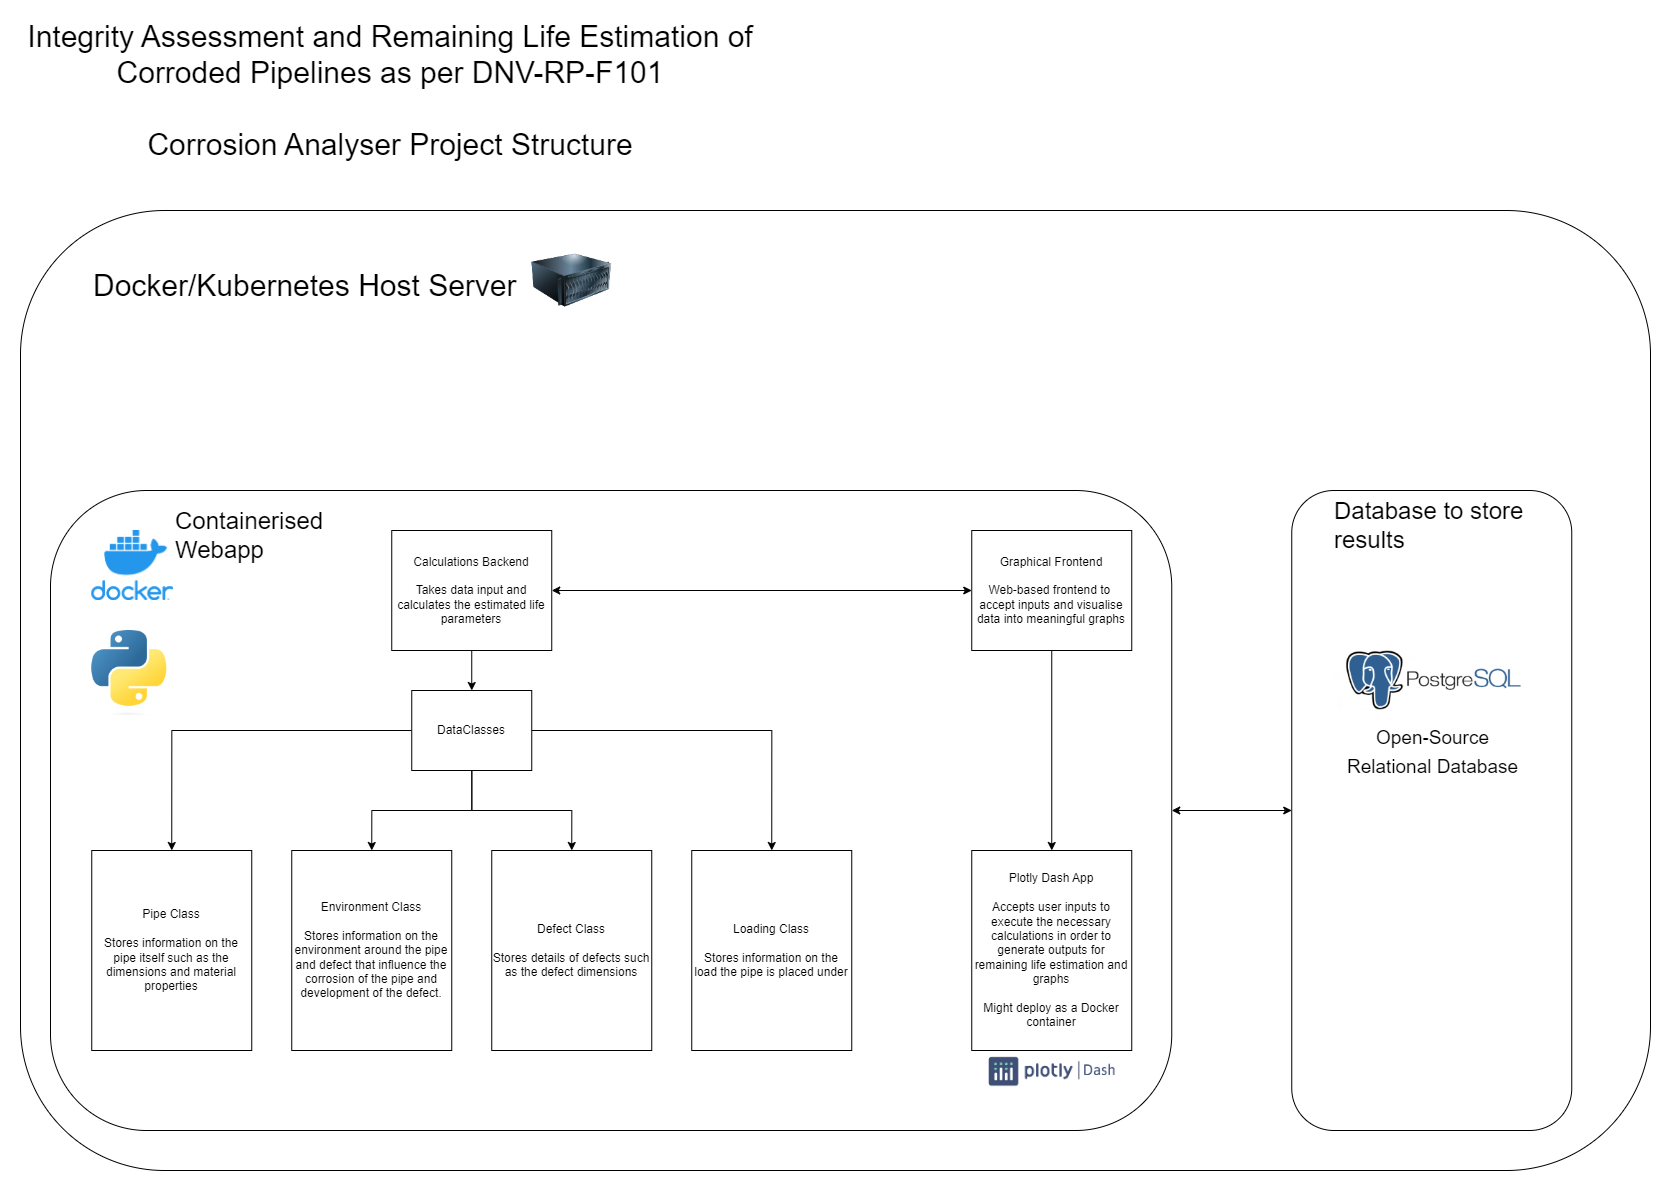 Integrity Assessment and Remaining Life Estimation of
Corroded Pipelines as per DNV-RP-F101
Corrosion Analyser Project Structure
Docker/Kubernetes Host Server
Containerised
Webapp
docker
Calculations Backend
Takes data input and
calculates the estimated life
parameters
Graphical Frontend
Web-based frontend to
accept inputs and visualise
data into meaningful graphs
Database to store
results
PostgreSQL
Open-Source
Relational Database
DataClasses
Pipe Class
Stores information on the
pipe itself such as the
dimensions and material
properties
Environment Class
Stores information on the
environment around the pipe
and defect that influence the
corrosion of the pipe and
development of the defect.
Defect Class
Stores details of defects such
as the defect dimensions
Loading Class
Stores information on the
load the pipe is placed under
Plotly Dash App
Accepts user inputs to
execute the necessary
calculations in order to
generate outputs for
remaining life estimation and
graphs
Might deploy as a Docker
container
plotly | Dash